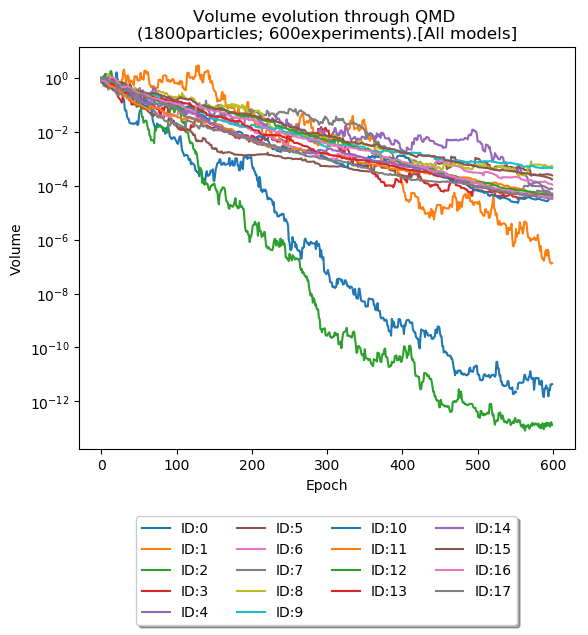 Volume evolution through QMD
(1800particles; 600experiments).[All models]
Volume
10^0
10^−2
10^−4
10^−6
10^−8
10^−10
10^−12
0 100 200 300 400 500 600
Epoch
ID:0 ID:5 ID:10 ID:14
ID:1 ID:6 ID:11 ID:15
ID:2 ID:7 ID:12 ID:16
ID:3 ID:8 ID:13 ID:17
ID:4 ID:9